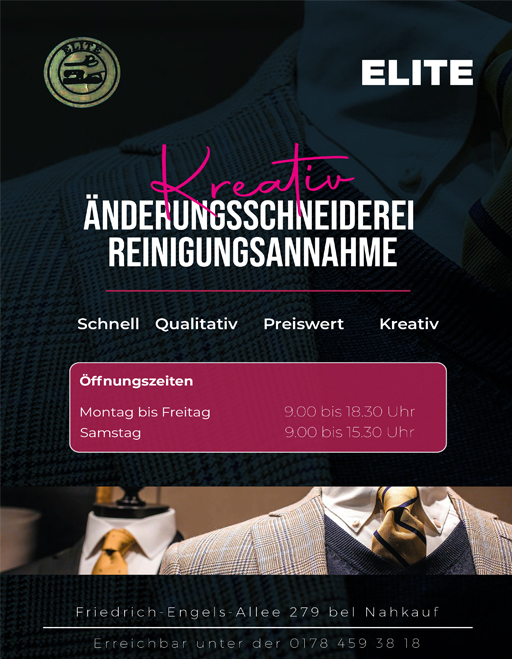 ELITE
ELITE
Kreativ
ÄNDERUNGSSCHNEIDEREI
REINIGUNGSANNAHME
Schnell Qualitativ Preiswert Kreativ
Öffnungszeiten
Montag bis Freitag 9.00 bis 18.30 Uhr
Samstag 9.00 bis 15.30 Uhr
Friedrich-Engels-Allee 279 bel Nahkauf
Erreichbar unter der 0178 459 38 18